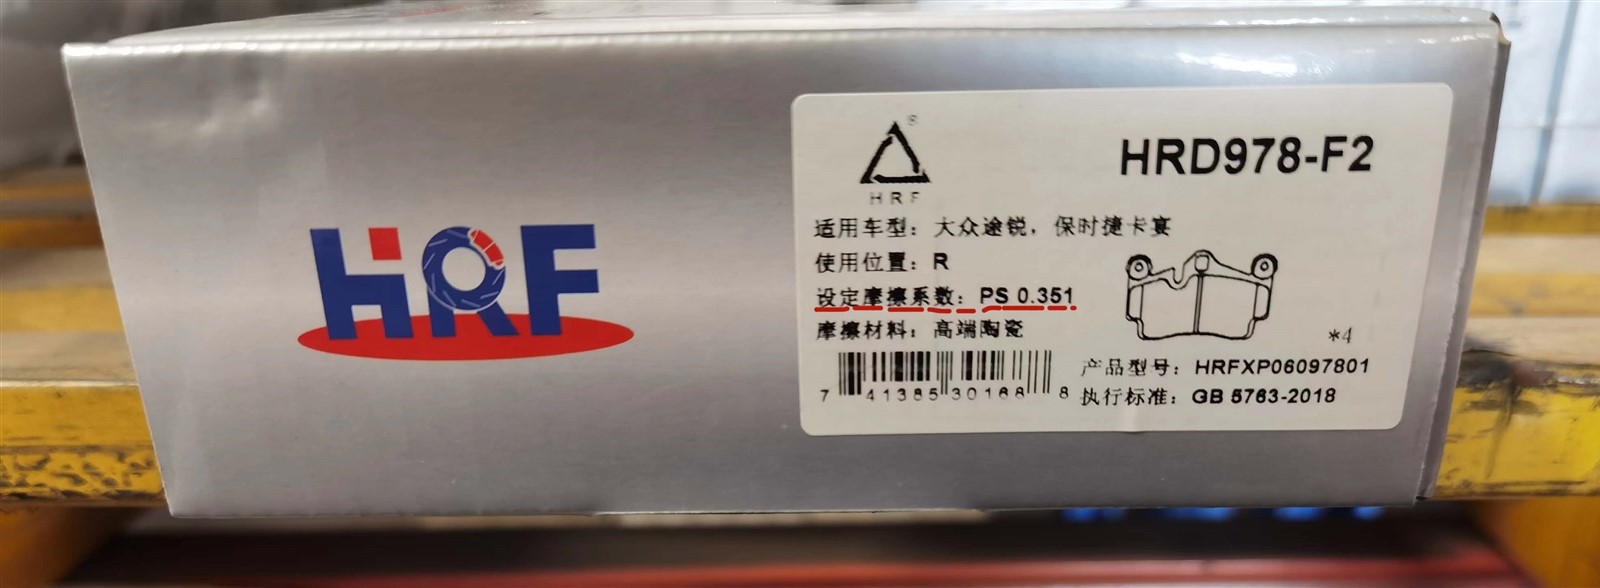 HRF
S
HRF
HRD978-F2
适用车型：大众途锐，保时捷卡宴
使用位置：R
设定摩擦系数：PS 0.351
摩擦材料：高端陶瓷
*4
产品型号：HRFXP06097801
7 41385 30168 8
执行标准：GB 5763-2018